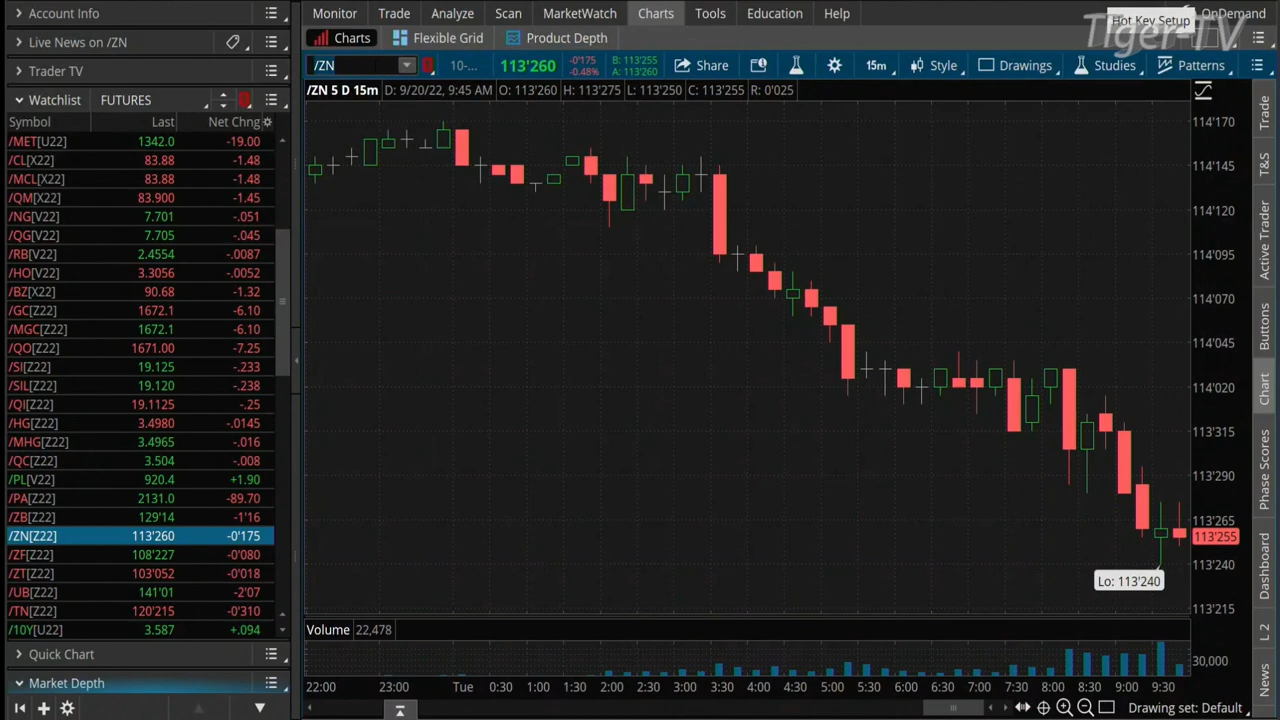 Account Info
Live News on /ZN
Trader TV
Watchlist FUTURES
Symbol Last Net Chng
/MET[U22] 1342.0 -19.00
/CL[X22] 83.88 -1.48
/MCL[X22] 83.88 -1.48
/QM[X22] 83.900 -1.45
/NG[V22] 7.701 -.051
/QG[V22] 7.705 -.045
/RB[V22] 2.4554 -.0087
/HO[V22] 3.3056 -.0052
/BZ[X22] 90.68 -1.32
/GC[Z22] 1672.1 -6.10
/MGC[Z22] 1672.1 -6.10
/QO[Z22] 1671.00 -7.25
/SI[Z22] 19.125 -.233
/SIL[Z22] 19.120 -.238
/QI[Z22] 19.1125 -.25
/HG[Z22] 3.4980 -.0145
/MHG[Z22] 3.4965 -.016
/QC[Z22] 3.504 -.008
/PL[V22] 920.4 +1.90
/PA[Z22] 2131.0 -89.70
/ZB[Z22] 129'14 -1'16
/ZN[Z22] 113'260 -0'175
/ZF[Z22] 108'227 -0'080
/ZT[Z22] 103'052 -0'018
/UB[Z22] 141'01 -2'07
/TN[Z22] 120'215 -0'310
/10Y[U22] 3.587 +.094
Quick Chart
Market Depth
Monitor Trade Analyze Scan MarketWatch Charts Tools Education Help
Hot Key Setup OnDemand
Tiger-TV
Charts Flexible Grid Product Depth
/ZN 10-... 113'260 -0'175 -0.48% B: 113'255 A: 113'260 Share 15m Style Drawings Studies Patterns
/ZN 5 D 15m D: 9/20/22, 9:45 AM O: 113'260 H: 113'275 L: 113'250 C: 113'255 R: 0'025
114'170
114'145
114'120
114'095
114'070
114'045
114'020
113'315
113'290
113'265
113'255
113'240
113'215
Lo: 113'240
Volume 22,478
30,000
22:00 23:00 Tue 0:30 1:00 1:30 2:00 2:30 3:00 3:30 4:00 4:30 5:00 5:30 6:00 6:30 7:00 7:30 8:00 8:30 9:00 9:30
Drawing set: Default
Trade
T&S
Active Trader
Buttons
Chart
Phase Scores
Dashboard
L 2
News